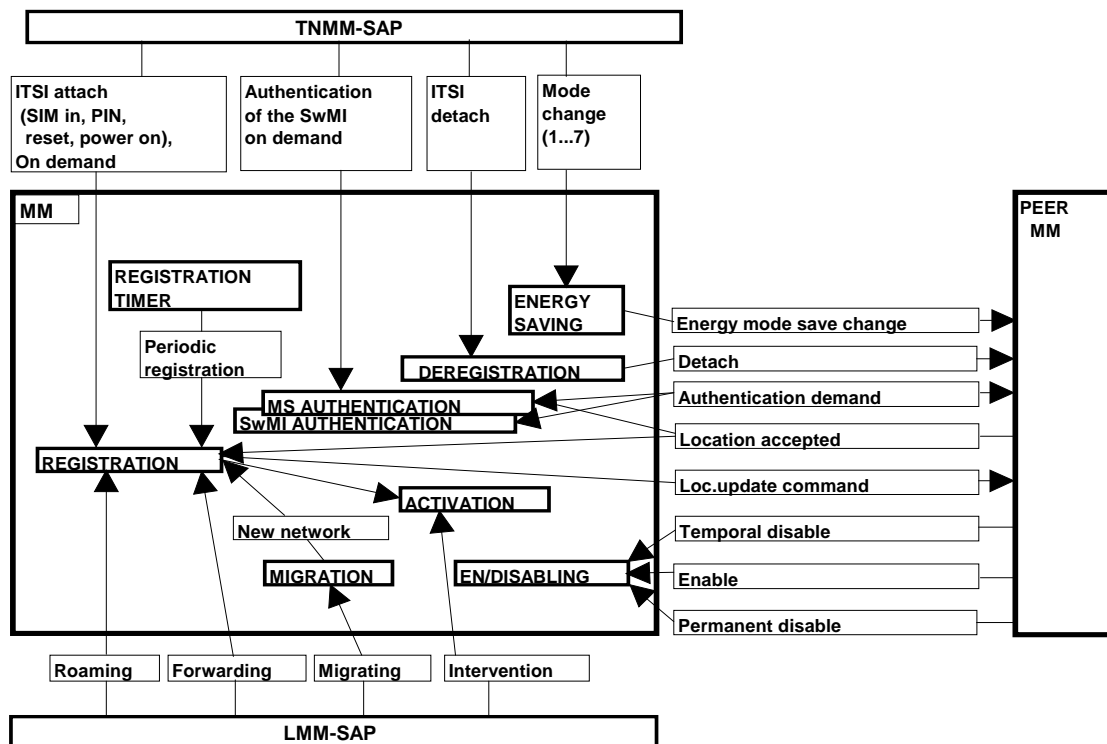 TNMM-SAP
ITSI attach
(SIM in, PIN,
reset, power on),
On demand
Authentication
of the SwMI
on demand
ITSI
detach
Mode
change
(1...7)
MM
PEER
MM
REGISTRATION
TIMER
ENERGY
SAVING
Energy mode save change
Periodic
registration
Detach
DEREGISTRATION
Authentication demand
MS AUTHENTICATION
SwMI AUTHENTICATION
Location accepted
REGISTRATION
Loc.update command
ACTIVATION
New network
Temporal disable
MIGRATION
EN/DISABLING
Enable
Permanent disable
Roaming
Forwarding
Migrating
Intervention
LMM-SAP